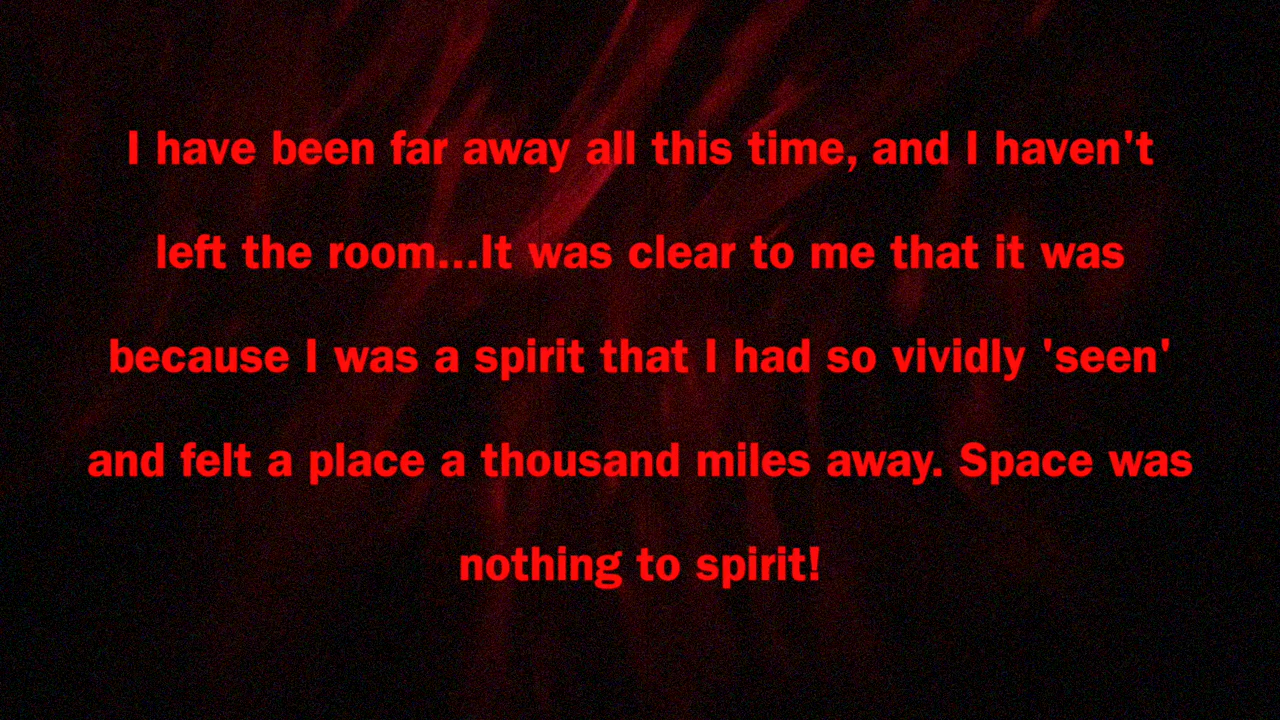 I have been far away all this time, and I haven't
left the room...It was clear to me that it was
because I was a spirit that I had so vividly 'seen'
and felt a place a thousand miles away. Space was
nothing to spirit!